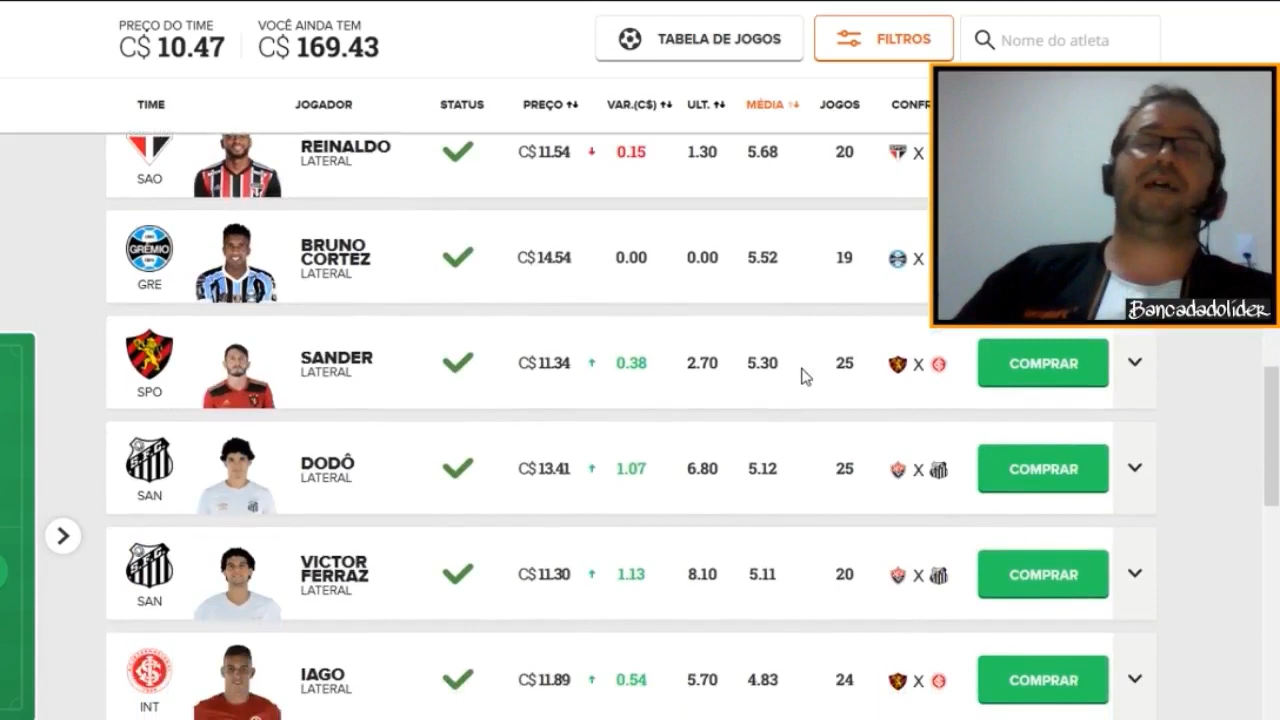 PREÇO DO TIME
C$ 10.47
VOCÊ AINDA TEM
C$ 169.43
TABELA DE JOGOS
FILTROS
Nome do atleta
TIME JOGADOR STATUS PREÇO VAR.(C$) ULT. MÉDIA JOGOS CONFR
SAO
REINALDO
LATERAL
C$ 11.54 0.15 1.30 5.68 20 X
GRÊMIO
GRE
BRUNO
CORTEZ
LATERAL
C$ 14.54 0.00 0.00 5.52 19 X
Bancadadolider
SPO
SANDER
LATERAL
C$ 11.34 0.38 2.70 5.30 25 X COMPRAR
SAN
DODÔ
LATERAL
C$ 13.41 1.07 6.80 5.12 25 X COMPRAR
SAN
VICTOR
FERRAZ
LATERAL
C$ 11.30 1.13 8.10 5.11 20 X COMPRAR
INT
IAGO
LATERAL
C$ 11.89 0.54 5.70 4.83 24 X COMPRAR